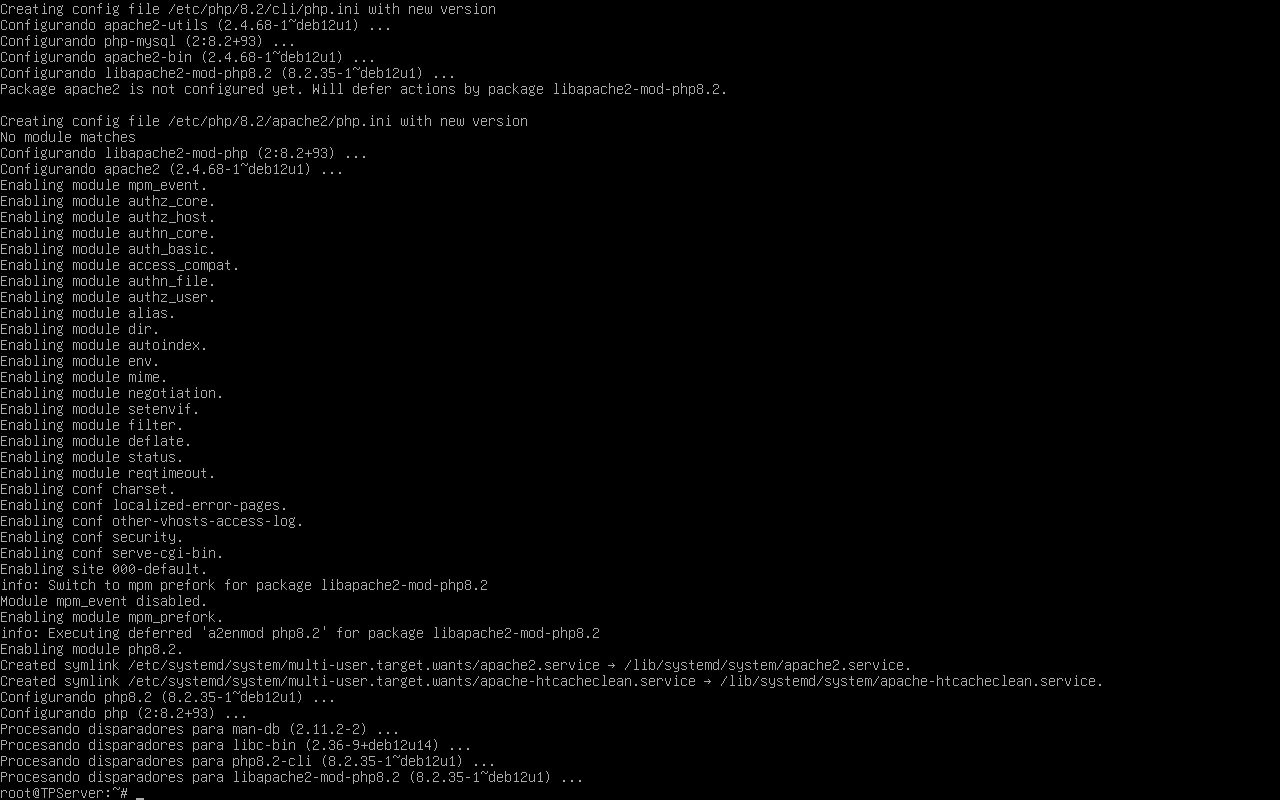 Creating config file /etc/php/8.2/cli/php.ini with new version
Configurando apache2-utils (2.4.68-1~deb12u1) ...
Configurando php-mysql (2:8.2+93) ...
Configurando apache2-bin (2.4.68-1~deb12u1) ...
Configurando libapache2-mod-php8.2 (8.2.35-1~deb12u1) ...
Package apache2 is not configured yet. Will defer actions by package libapache2-mod-php8.2.

Creating config file /etc/php/8.2/apache2/php.ini with new version
No module matches
Configurando libapache2-mod-php (2:8.2+93) ...
Configurando apache2 (2.4.68-1~deb12u1) ...
Enabling module mpm_event.
Enabling module authz_core.
Enabling module authz_host.
Enabling module authn_core.
Enabling module auth_basic.
Enabling module access_compat.
Enabling module authn_file.
Enabling module authz_user.
Enabling module alias.
Enabling module dir.
Enabling module autoindex.
Enabling module env.
Enabling module mime.
Enabling module negotiation.
Enabling module setenvif.
Enabling module filter.
Enabling module deflate.
Enabling module status.
Enabling module reqtimeout.
Enabling conf charset.
Enabling conf localized-error-pages.
Enabling conf other-vhosts-access-log.
Enabling conf security.
Enabling conf serve-cgi-bin.
Enabling site 000-default.
info: Switch to mpm prefork for package libapache2-mod-php8.2
Module mpm_event disabled.
Enabling module mpm_prefork.
info: Executing deferred 'a2enmod php8.2' for package libapache2-mod-php8.2
Enabling module php8.2.
Created symlink /etc/systemd/system/multi-user.target.wants/apache2.service → /lib/systemd/system/apache2.service.
Created symlink /etc/systemd/system/multi-user.target.wants/apache-htcacheclean.service → /lib/systemd/system/apache-htcacheclean.service.
Configurando php8.2 (8.2.35-1~deb12u1) ...
Configurando php (2:8.2+93) ...
Procesando disparadores para man-db (2.11.2-2) ...
Procesando disparadores para libc-bin (2.36-9+deb12u14) ...
Procesando disparadores para php8.2-cli (8.2.35-1~deb12u1) ...
Procesando disparadores para libapache2-mod-php8.2 (8.2.35-1~deb12u1) ...
root@TPServer:~# _